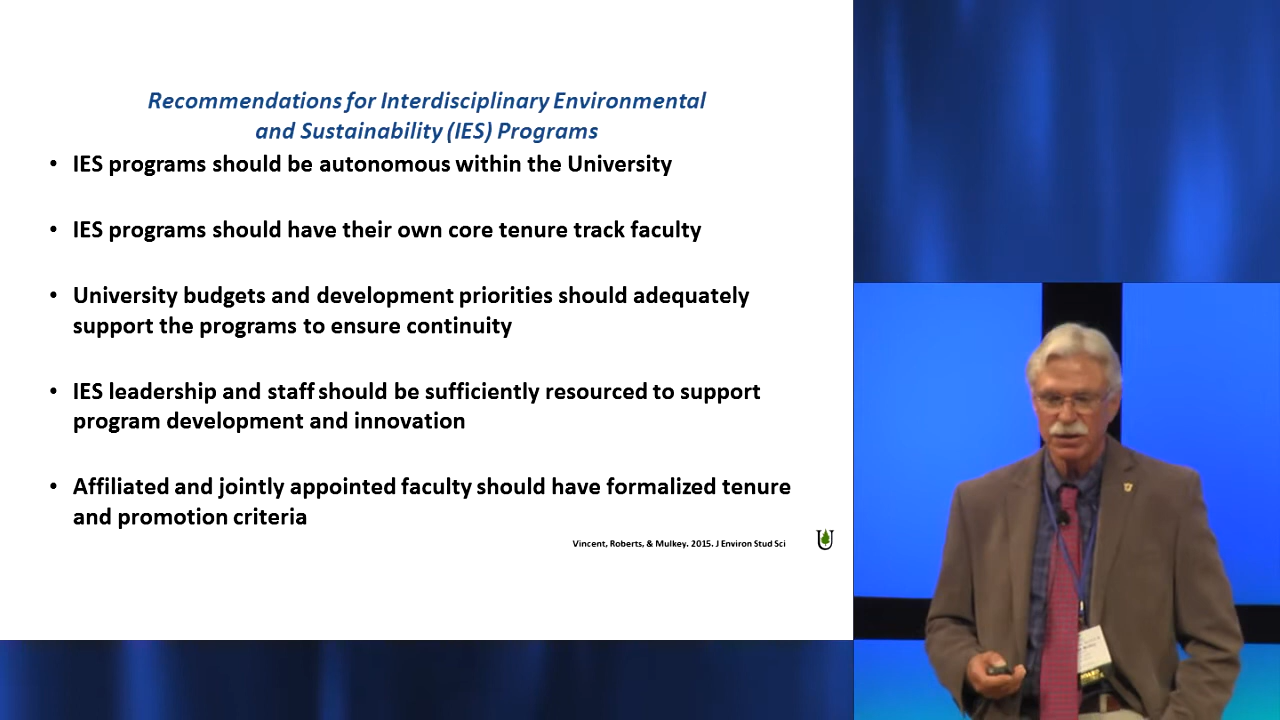 Recommendations for Interdisciplinary Environmental
and Sustainability (IES) Programs
• IES programs should be autonomous within the University
• IES programs should have their own core tenure track faculty
• University budgets and development priorities should adequately
support the programs to ensure continuity
• IES leadership and staff should be sufficiently resourced to support
program development and innovation
• Affiliated and jointly appointed faculty should have formalized tenure
and promotion criteria
Vincent, Roberts, & Mulkey. 2015. J Environ Stud Sci